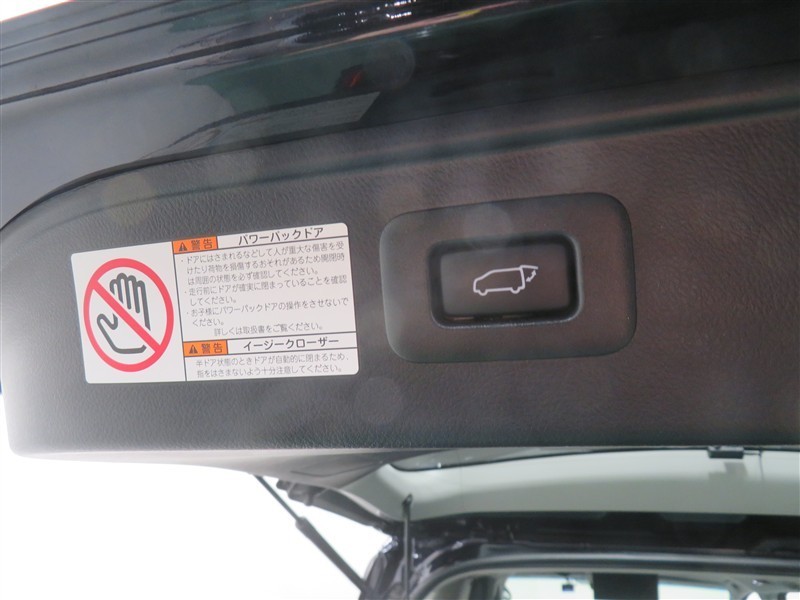 警告 パワーバックドア
・ドアにはさまれるなどして人が重大な傷害を受
けたり荷物を損傷するおそれがあるため開閉時
は周囲の状態を必ず確認してください。
・走行前にドアが確実に閉まっていることを確認
してください。
・お子様にパワーバックドアの操作をさせないで
ください。
詳しくは取扱書をご覧ください。
警告 イージークローザー
半ドア状態のときドアが自動的に閉まるため、
指をはさまないよう十分注意してください。